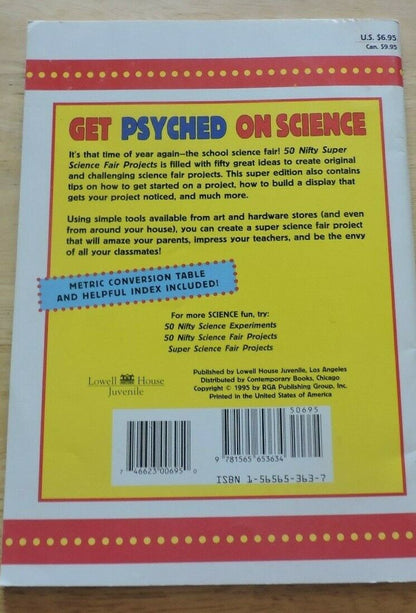 U.S. $6.95
Can. $9.95
GET PSYCHED ON SCIENCE
It's that time of year again—the school science fair! 50 Nifty Super
Science Fair Projects is filled with fifty great ideas to create original
and challenging science fair projects. This super edition also contains
tips on how to get started on a project, how to build a display that
gets your project noticed, and much more.
Using simple tools available from art and hardware stores (and even
from around your house), you can create a super science fair project
that will amaze your parents, impress your teachers, and be the envy
of all your classmates!
METRIC CONVERSION TABLE
AND HELPFUL INDEX INCLUDED!
For more SCIENCE fun, try:
50 Nifty Science Experiments
50 Nifty Science Fair Projects
Super Science Fair Projects
Lowell House
Juvenile
Published by Lowell House Juvenile, Los Angeles
Distributed by Contemporary Books, Chicago
Copyright © 1995 by RGA Publishing Group, Inc.
Printed in the United States of America
50695
7 46623 00695 0
9 781565 653634
ISBN 1-56565-363-7